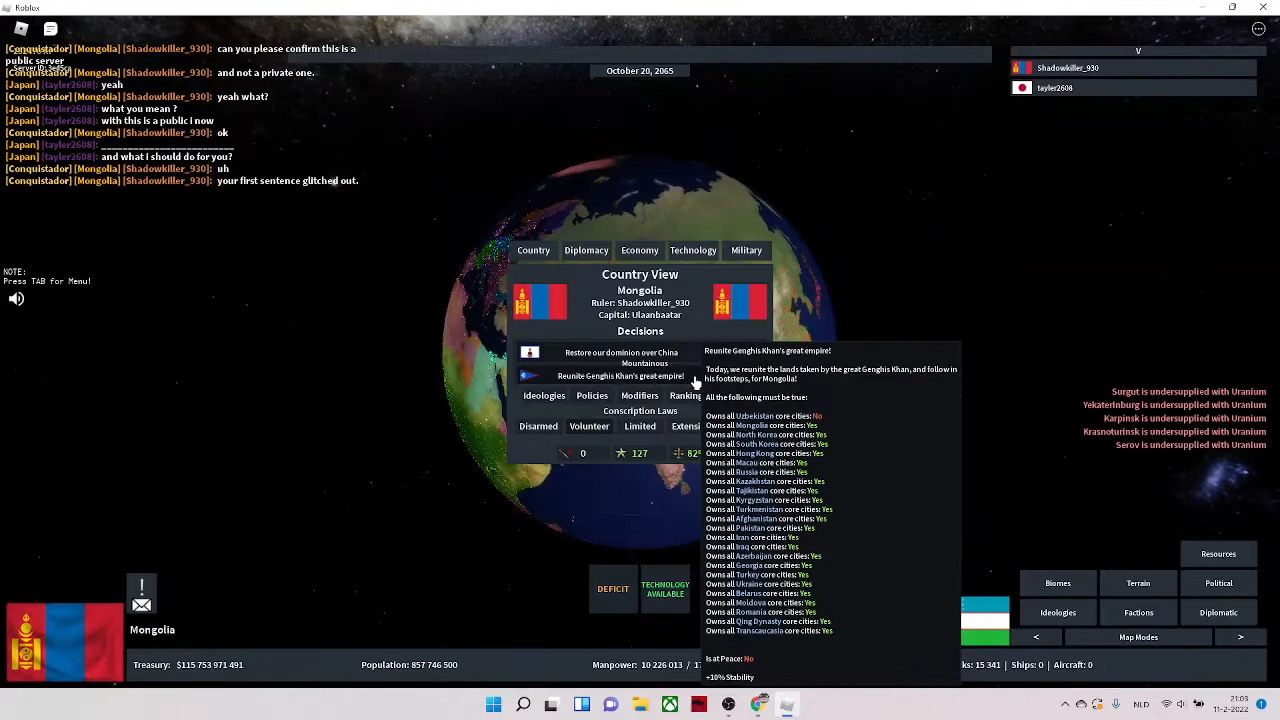 Roblox
[Conquistador] [Mongolia] [Shadowkiller_930]: can you please confirm this is a
public server
[Conquistador] [Mongolia] [Shadowkiller_930]: and not a private one.
[Japan] [tayler2608]: yeah
[Conquistador] [Mongolia] [Shadowkiller_930]: yeah what?
[Japan] [tayler2608]: what you mean ?
[Japan] [tayler2608]: with this is a public i now
[Conquistador] [Mongolia] [Shadowkiller_930]: ok
[Japan] [tayler2608]: _________________________
[Japan] [tayler2608]: and what i should do for you?
[Conquistador] [Mongolia] [Shadowkiller_930]: uh
[Conquistador] [Mongolia] [Shadowkiller_930]: your first sentence glitched out.
October 20, 2065
V
Shadowkiller_930
tayler2608
NOTE:
Press TAB for Menu!
Country
Diplomacy
Economy
Technology
Military
Country View
Mongolia
Ruler: Shadowkiller_930
Capital: Ulaanbaatar
Decisions
Restore our dominion over China
Mountainous
Reunite Genghis Khan's great empire!
Ideologies
Policies
Modifiers
Ranking
Conscription Laws
Disarmed
Volunteer
Limited
Extensi
0
127
82%
Reunite Genghis Khan's great empire!
Today, we reunite the lands taken by the great Genghis Khan, and follow in
his footsteps, for Mongolia!
All the following must be true:
Owns all Uzbekistan core cities: No
Owns all Mongolia core cities: Yes
Owns all North Korea core cities: Yes
Owns all South Korea core cities: Yes
Owns all Hong Kong core cities: Yes
Owns all Macau core cities: Yes
Owns all Russia core cities: Yes
Owns all Kazakhstan core cities: Yes
Owns all Tajikistan core cities: Yes
Owns all Kyrgyzstan core cities: Yes
Owns all Turkmenistan core cities: Yes
Owns all Afghanistan core cities: Yes
Owns all Pakistan core cities: Yes
Owns all Iran core cities: Yes
Owns all Iraq core cities: Yes
Owns all Azerbaijan core cities: Yes
Owns all Georgia core cities: Yes
Owns all Turkey core cities: Yes
Owns all Ukraine core cities: Yes
Owns all Belarus core cities: Yes
Owns all Moldova core cities: Yes
Owns all Romania core cities: Yes
Owns all Qing Dynasty core cities: Yes
Owns all Transcaucasia core cities: Yes
Is at Peace: No
+10% Stability
Surgut is undersupplied with Uranium
Yekaterinburg is undersupplied with Uranium
Karpinsk is undersupplied with Uranium
Krasnoturinsk is undersupplied with Uranium
Serov is undersupplied with Uranium
DEFICIT
TECHNOLOGY
AVAILABLE
Resources
Biomes
Terrain
Political
Ideologies
Factions
Diplomatic
<
Map Modes
>
!
Mongolia
Treasury: $115 753 971 491
Population: 857 746 500
Manpower: 10 226 013 / 1
ks: 15 341 | Ships: 0 | Aircraft: 0
NLD
21:03
11-2-2022